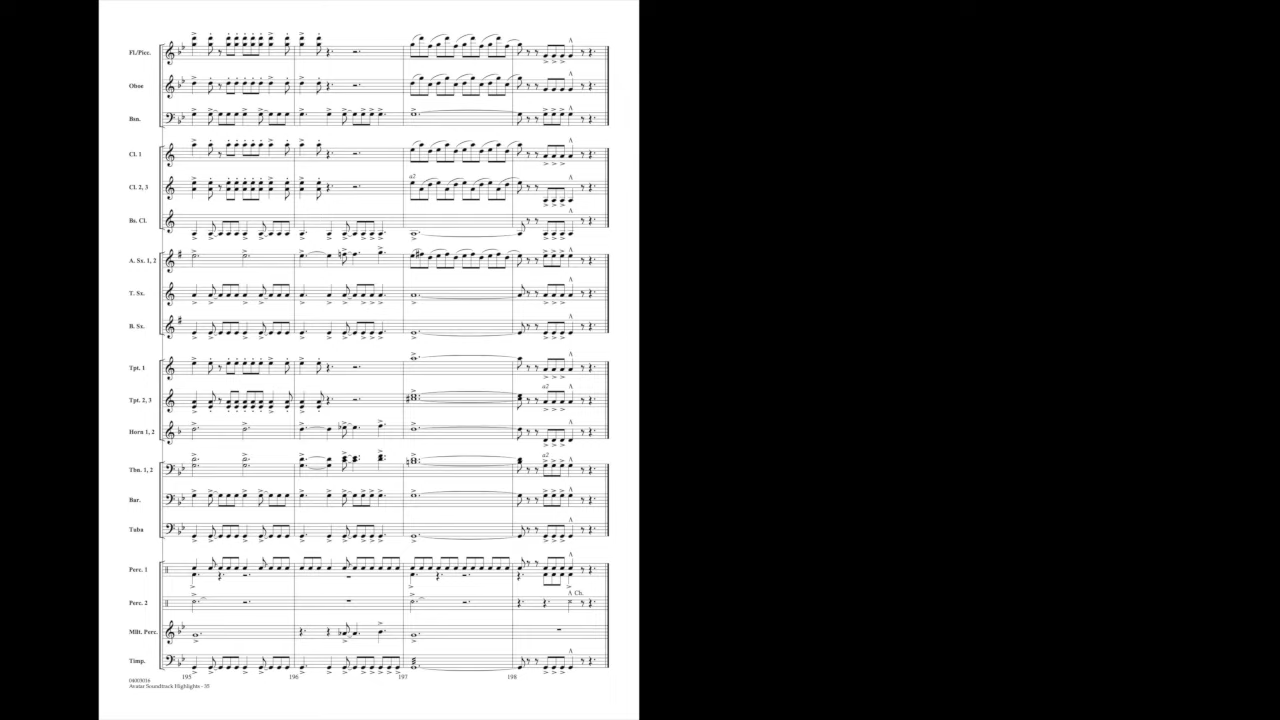 Fl/Picc.
Oboe
Bsn.
Cl. 1
Cl. 2, 3
a2
Bs. Cl.
A. Sx. 1, 2
T. Sx.
B. Sx.
Tpt. 1
a2
Tpt. 2, 3
Horn 1, 2
a2
Tbn. 1, 2
Bar.
Tuba
Perc. 1
Ch.
Perc. 2
Mlt. Perc.
Timp.
195 196 197 198
04003016
Avatar Soundtrack Highlights - 35